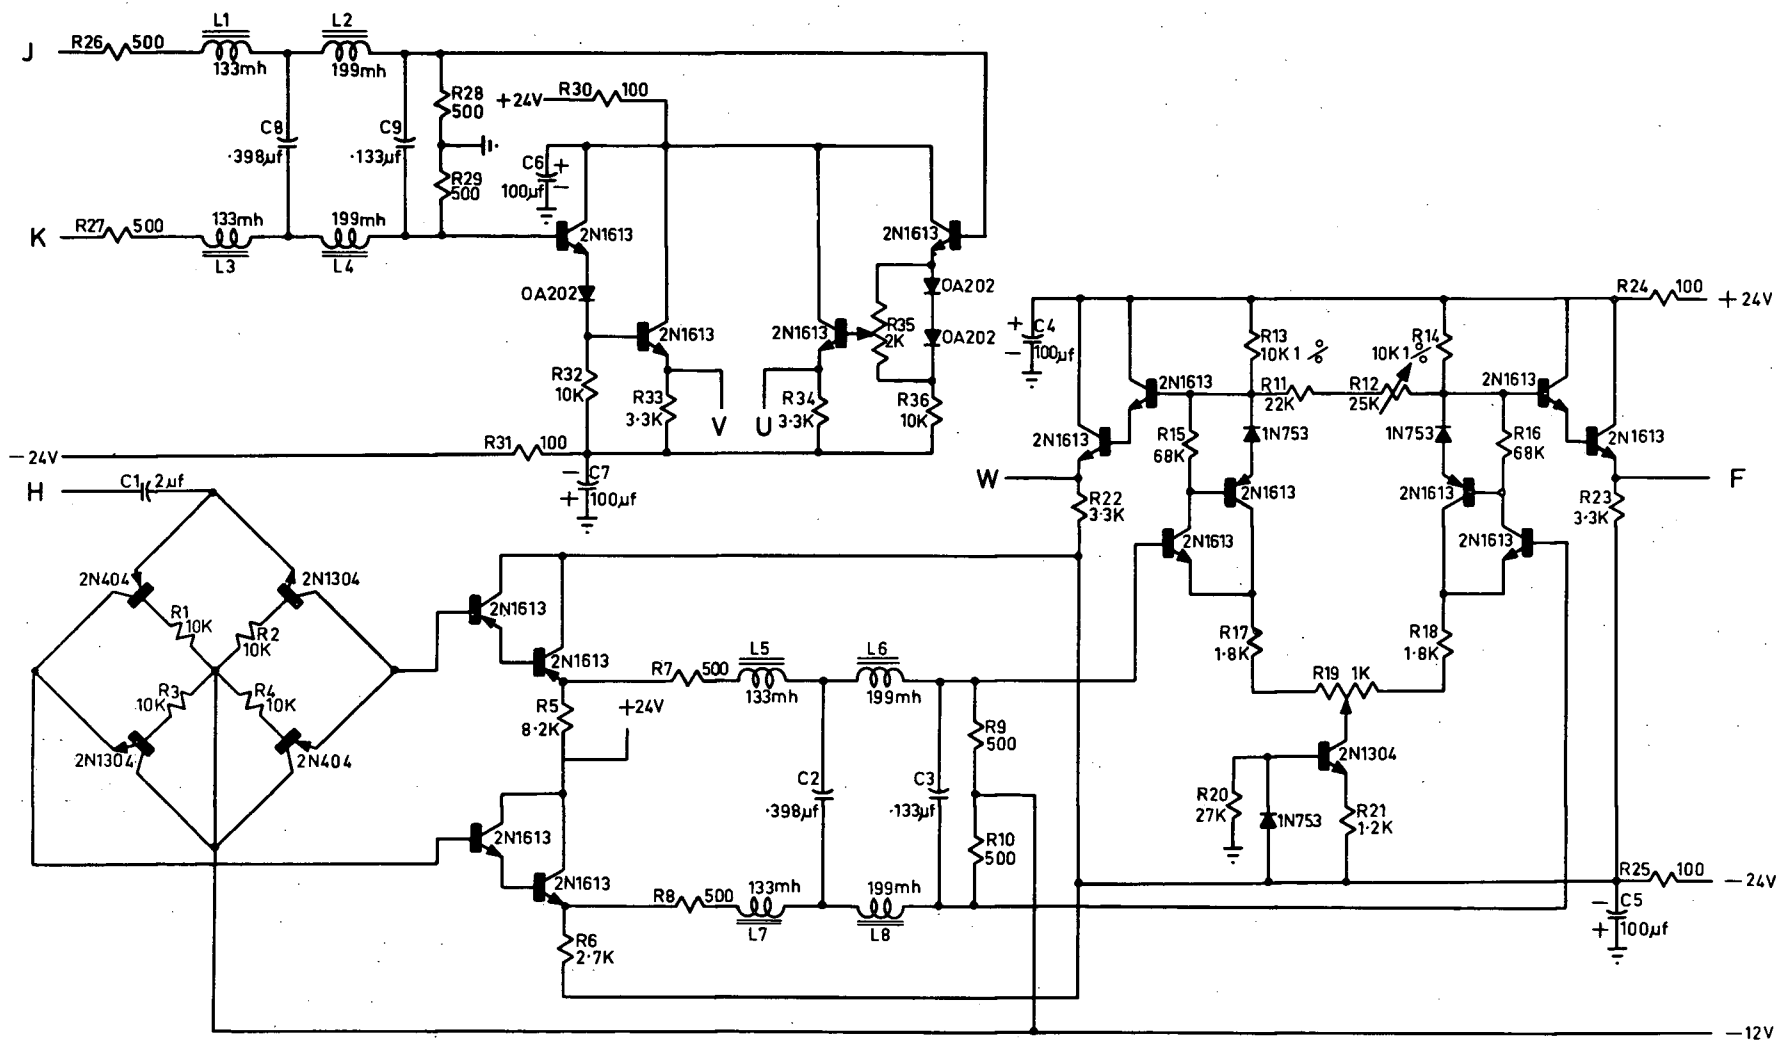 L1
L2
J
R26
500
133mh
199mh
R28
500
+24V
R30
100
C8
·398µf
C9
·133µf
R29
500
C6
+
100µf
−
133mh
199mh
K
R27
500
L3
L4
2N1613
2N1613
OA202
OA202
OA202
2N1613
2N1613
R35
2K
R32
10K
R33
3·3K
V
U
R34
3·3K
R36
10K
−24V
R31
100
−
C7
+
100µf
H
C1
2µf
2N404
2N1304
R1
10K
R2
10K
R3
10K
R4
10K
2N1304
2N404
2N1613
2N1613
R5
8·2K
+24V
2N1613
2N1613
R6
2·7K
R7
500
L5
133mh
L6
199mh
C2
·398µf
C3
·133µf
R9
500
R10
500
R8
500
133mh
L7
199mh
L8
R24
100
+24V
+
C4
−
100µf
R13
10K1%
R14
10K1%
2N1613
R11
22K
R12
25K
2N1613
2N1613
R15
68K
1N753
1N753
R16
68K
2N1613
W
R22
3·3K
2N1613
2N1613
R23
3·3K
F
2N1613
2N1613
R17
1·8K
R18
1·8K
R19
1K
2N1304
R20
27K
1N753
R21
1·2K
R25
100
−24V
−
C5
+
100µf
−12V